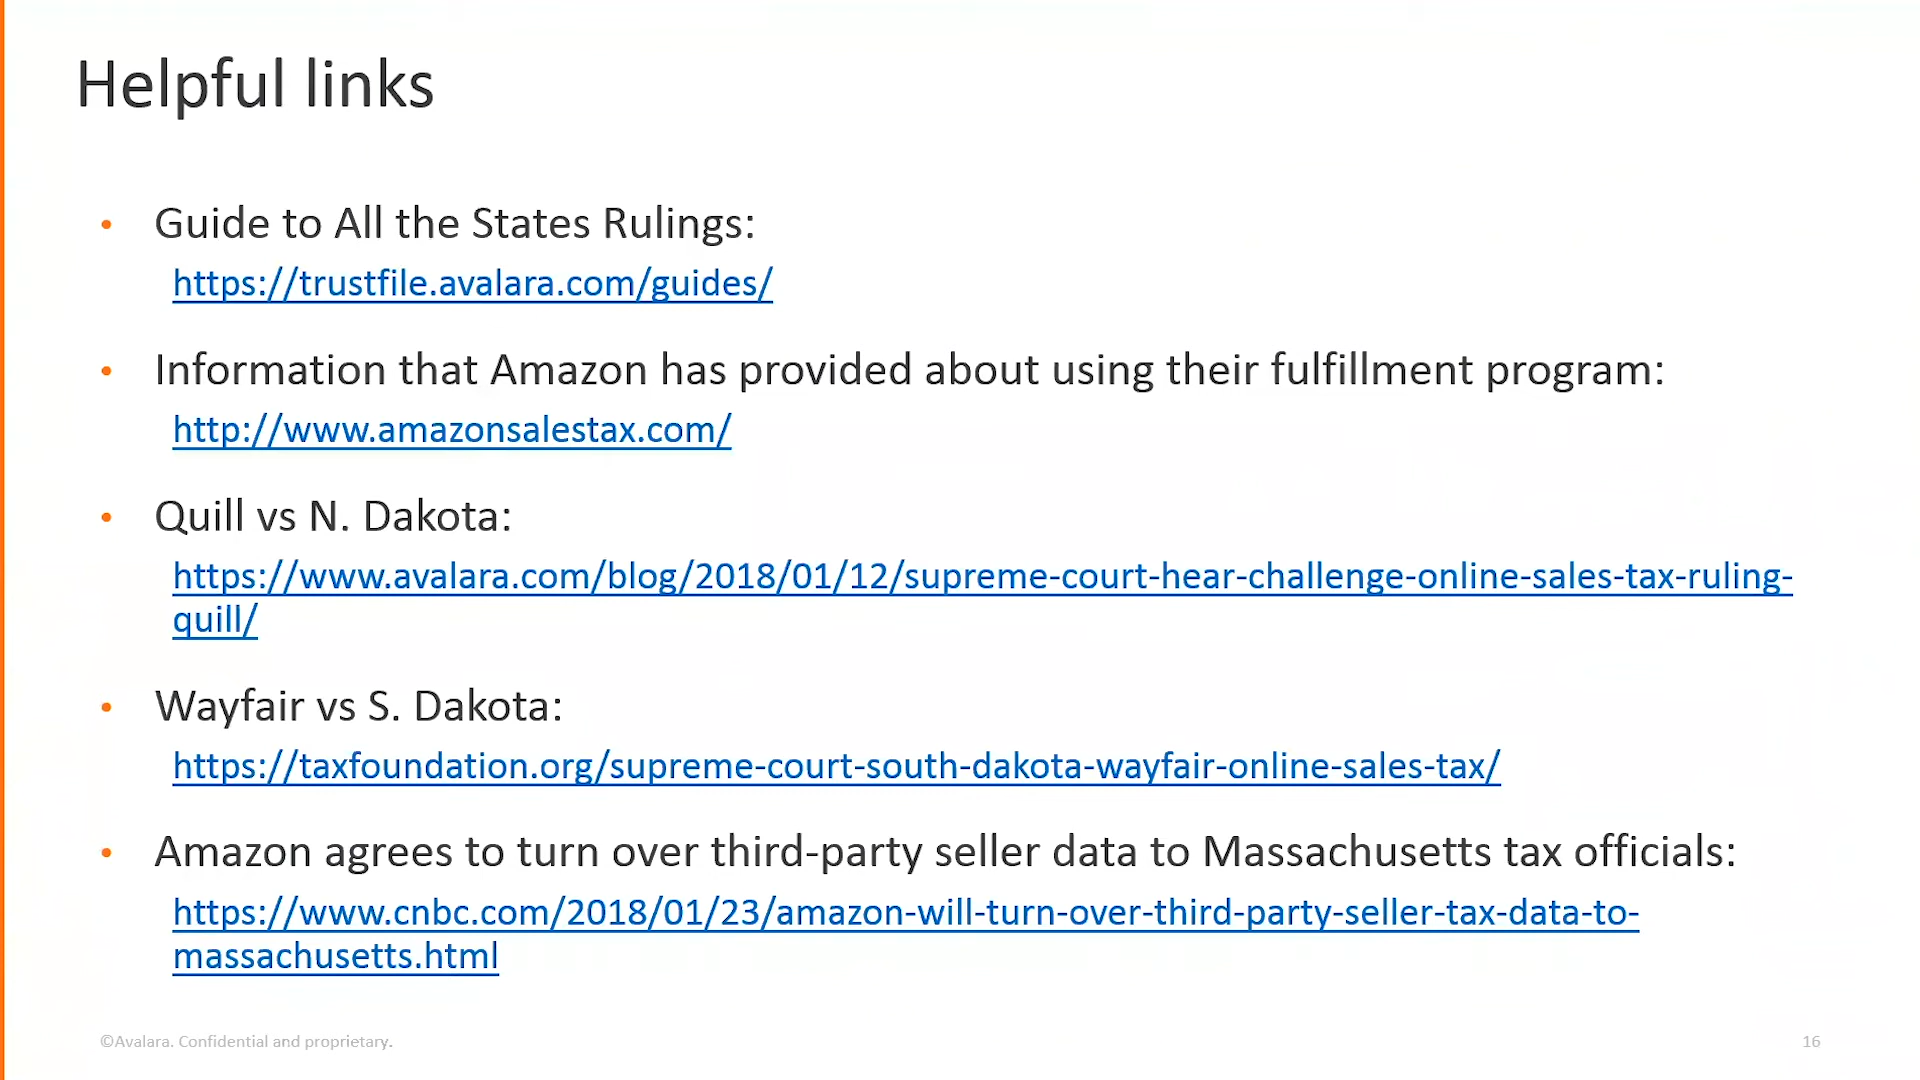 Helpful links
• Guide to All the States Rulings:
https://trustfile.avalara.com/guides/
• Information that Amazon has provided about using their fulfillment program:
http://www.amazonsalestax.com/
• Quill vs N. Dakota:
https://www.avalara.com/blog/2018/01/12/supreme-court-hear-challenge-online-sales-tax-ruling-
quill/
• Wayfair vs S. Dakota:
https://taxfoundation.org/supreme-court-south-dakota-wayfair-online-sales-tax/
• Amazon agrees to turn over third-party seller data to Massachusetts tax officials:
https://www.cnbc.com/2018/01/23/amazon-will-turn-over-third-party-seller-tax-data-to-
massachusetts.html
©Avalara. Confidential and proprietary.
16